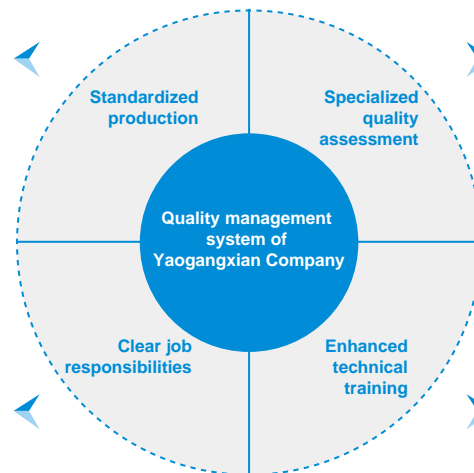 Standardized
production
Specialized
quality
assessment
Quality management
system of
Yaogangxian Company
Clear job
responsibilities
Enhanced
technical
training